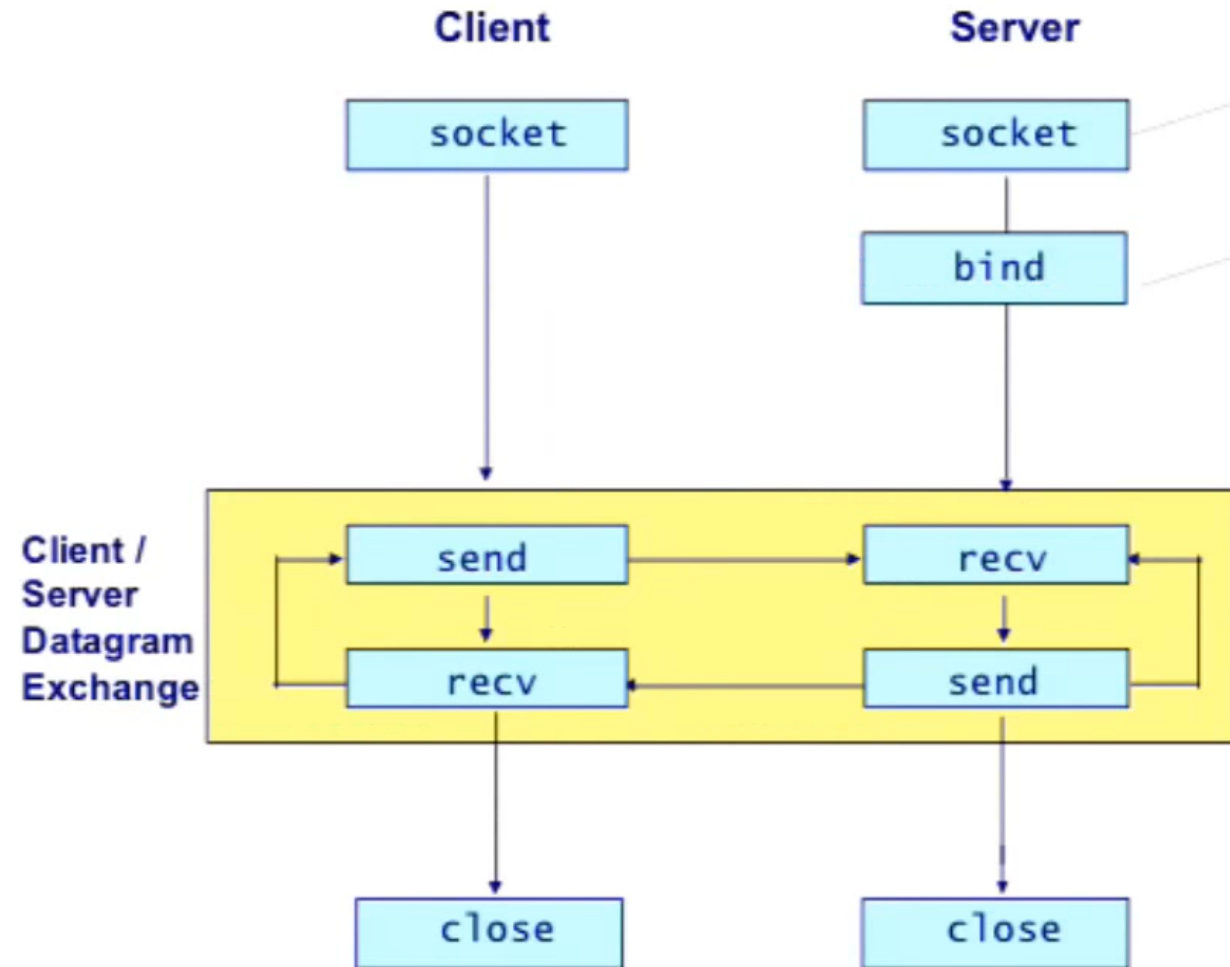 Client
Server
socket
socket
bind
Client /
Server
Datagram
Exchange
send
recv
recv
send
close
close